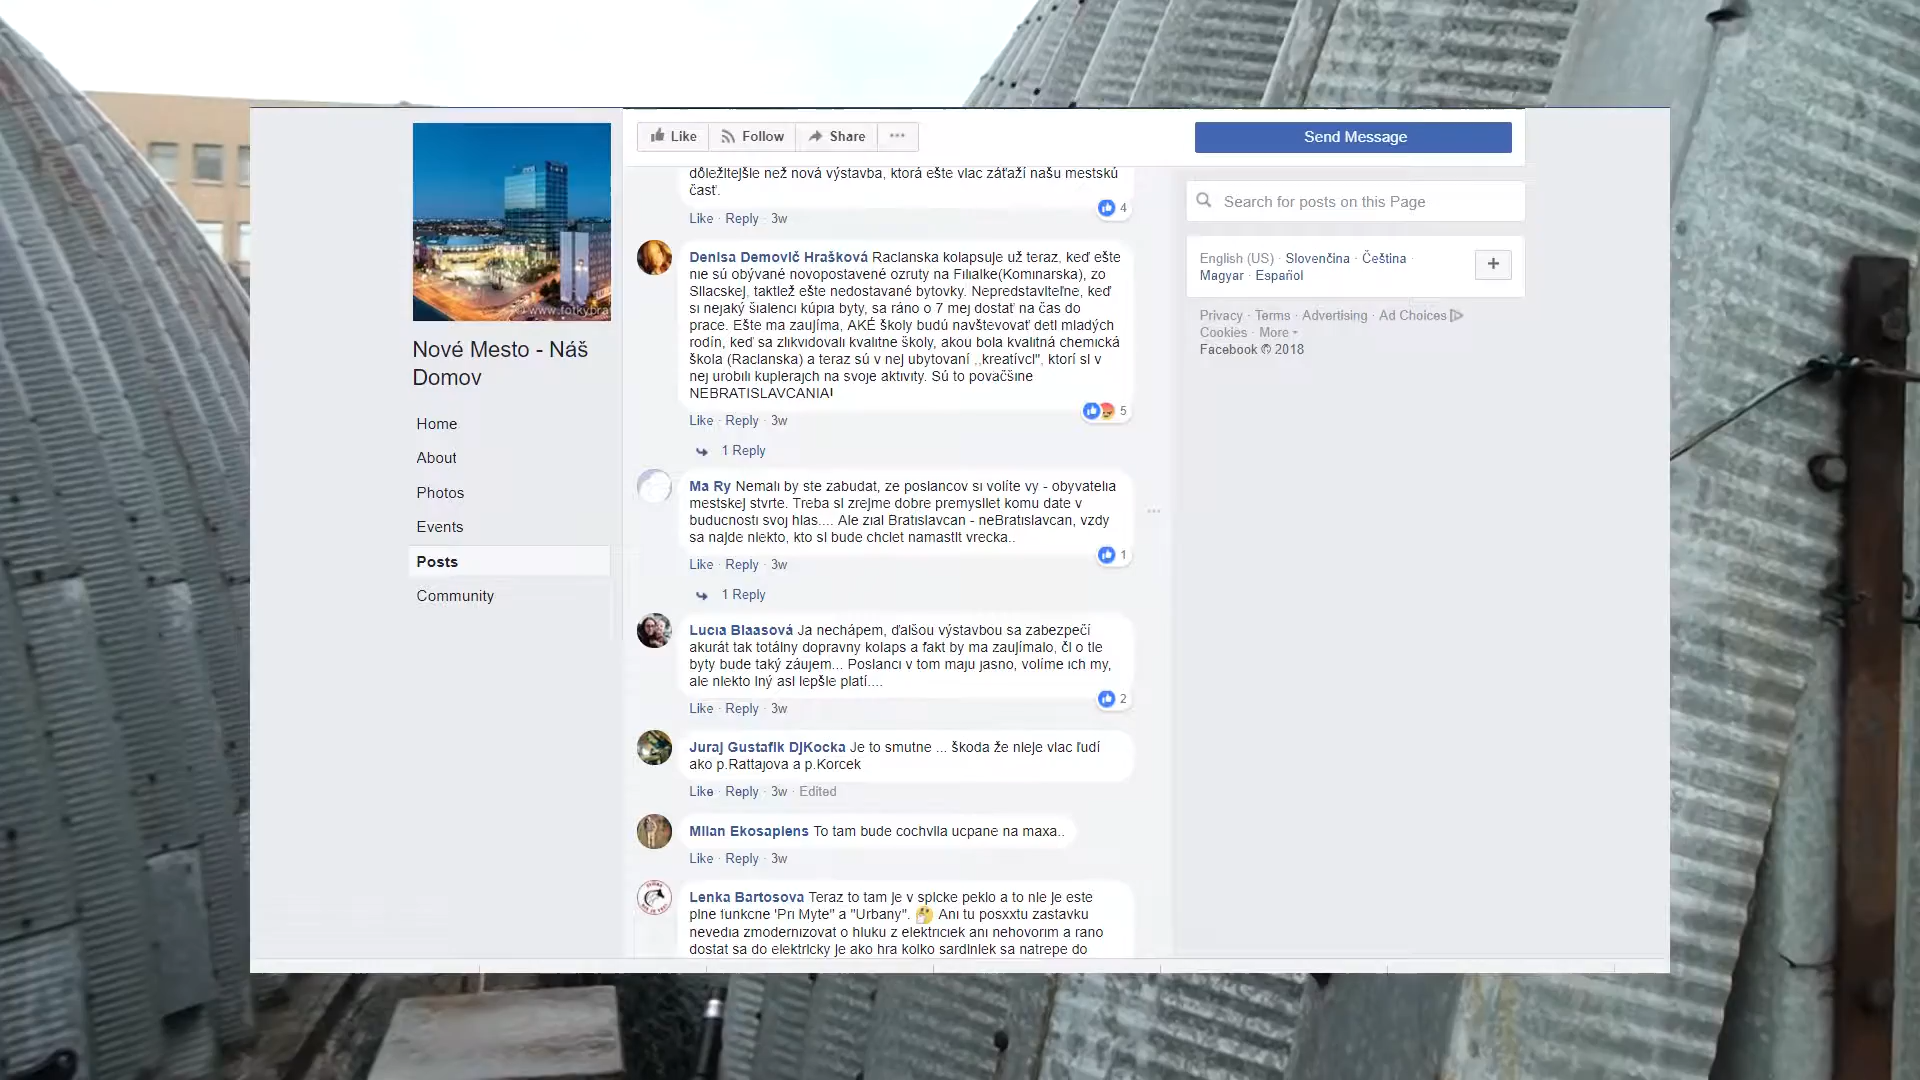 Like
Follow
Share
Send Message
www.fotkybra
Nové Mesto - Náš
Domov
Home
About
Photos
Events
Posts
Community
dôležitejšie než nová výstavba, ktorá ešte viac záťaží našu mestskú
časť.
4
Like · Reply · 3w
Denisa Demovič Hrašková Raclanska kolapsuje už teraz, keď ešte
nie sú obývané novopostavené ozruty na Filialke(Kominarska), zo
Sliacskej, taktiež ešte nedostavané bytovky. Nepredstaviteľne, keď
si nejaký šialenci kúpia byty, sa ráno o 7 mej dostať na čas do
prace. Ešte ma zaujíma, AKÉ školy budú navštevovať deti mladých
rodín, keď sa zlikvidovali kvalitne školy, akou bola kvalitná chemická
škola (Raclanska) a teraz sú v nej ubytovaní ,,kreatívci", ktorí si v
nej urobili kuplerajch na svoje aktivity. Sú to povačšine
NEBRATISLAVCANIA!
5
Like · Reply · 3w
1 Reply
Ma Ry Nemali by ste zabudat, ze poslancov si volíte vy - obyvatelia
mestskej stvrte. Treba si zrejme dobre premysliet komu date v
buducnosti svoj hlas.... Ale zial Bratislavcan - neBratislavcan, vzdy
sa najde niekto, kto si bude chciet namastit vrecka..
1
Like · Reply · 3w
1 Reply
Lucia Blaasová Ja nechápem, ďalšou výstavbou sa zabezpečí
akurát tak totálny dopravny kolaps a fakt by ma zaujímalo, či o tie
byty bude taký záujem... Poslanci v tom maju jasno, volíme ich my,
ale niekto iný asi lepšie platí....
2
Like · Reply · 3w
Juraj Gustafik DjKocka Je to smutne ... škoda že nieje viac ľudí
ako p.Rattajova a p.Korcek
Like · Reply · 3w · Edited
Milan Ekosapiens To tam bude cochvila ucpane na maxa..
Like · Reply · 3w
Lenka Bartosova Teraz to tam je v spicke peklo a to nie je este
plne funkcne 'Pri Myte" a "Urbany". 🤔 Ani tu posxxtu zastavku
nevedia zmodernizovat o hluku z elektriciek ani nehovorim a rano
dostat sa do elektricky je ako hra kolko sardiniek sa natrepe do
Search for posts on this Page
English (US) · Slovenčina · Čeština ·
Magyar · Español
Privacy · Terms · Advertising · Ad Choices
Cookies · More
Facebook © 2018